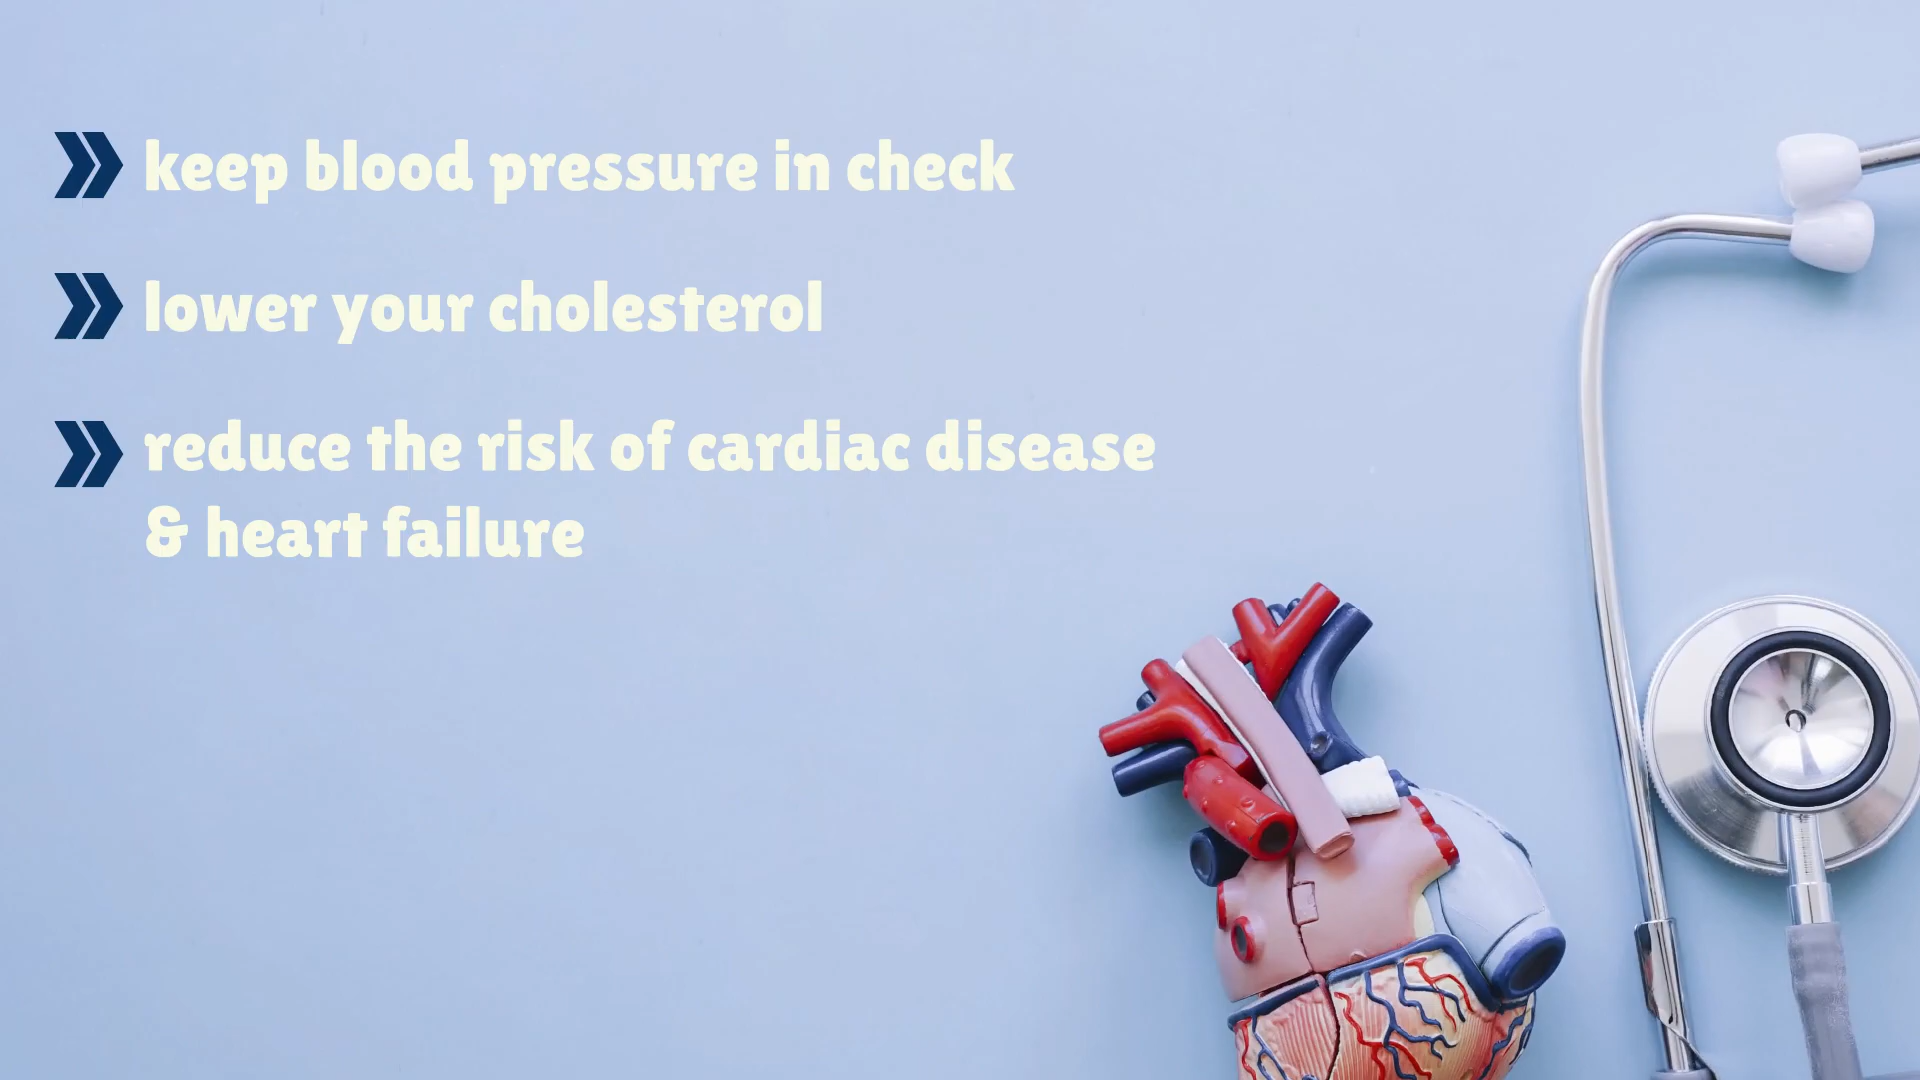 keep blood pressure in check
lower your cholesterol
reduce the risk of cardiac disease
& heart failure